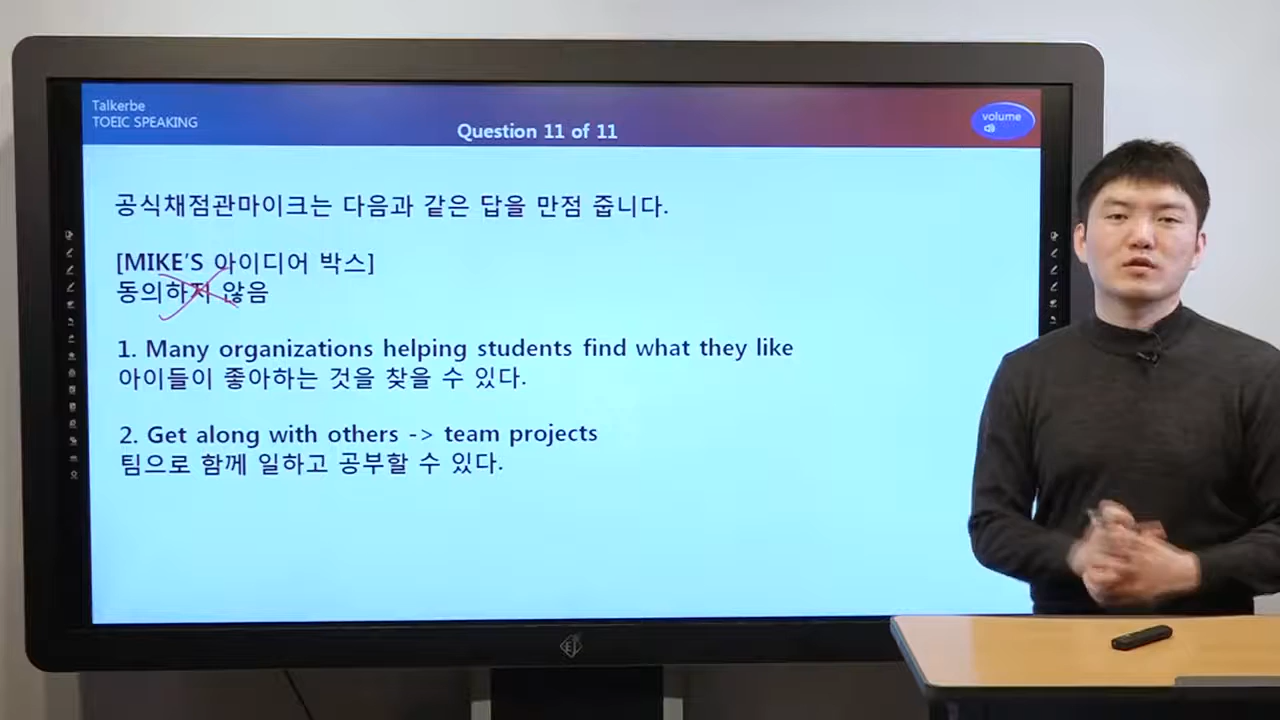 Talkerbe
TOEIC SPEAKING
Question 11 of 11
volume
공식채점관마이크는 다음과 같은 답을 만점 줍니다.
[MIKE'S 아이디어 박스]
동의하지 않음
1. Many organizations helping students find what they like
아이들이 좋아하는 것을 찾을 수 있다.
2. Get along with others -> team projects
팀으로 함께 일하고 공부할 수 있다.